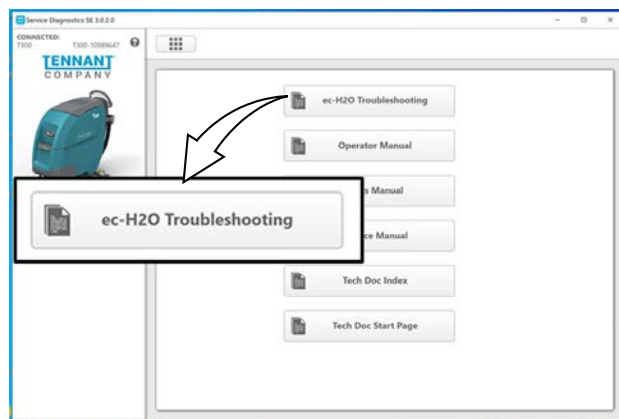 Service Diagnostics SE 3.0.2.0
CONNECTED:
T300 T300-10989647
TENNANT
COMPANY
ec-H2O Troubleshooting
Operator Manual
s Manual
ec-H2O Troubleshooting
ce Manual
Tech Doc Index
Tech Doc Start Page